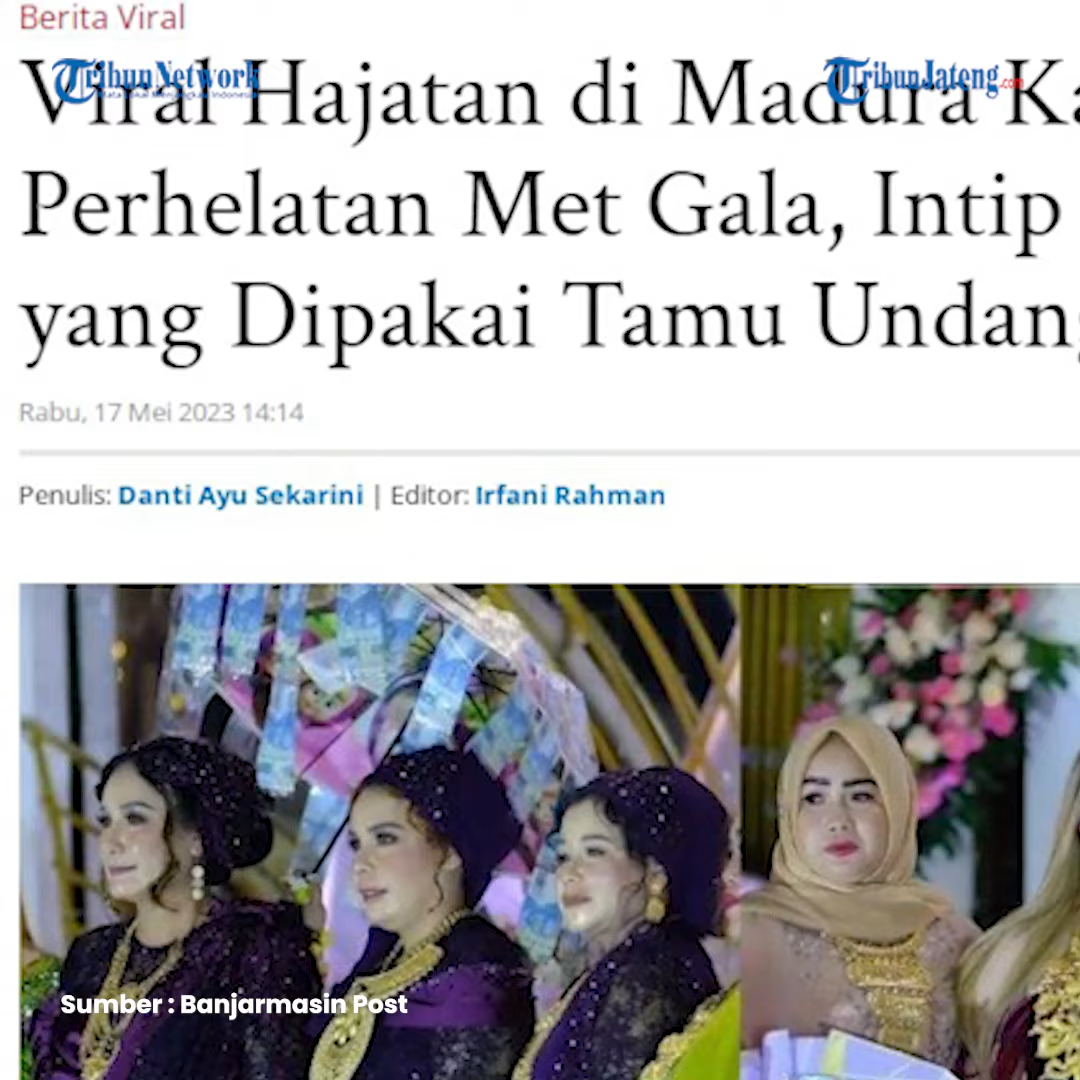 Berita Viral
TribunNetwork
TribunJateng.com
Viral Hajatan di Madura Ka
Perhelatan Met Gala, Intip
yang Dipakai Tamu Undang
Rabu, 17 Mei 2023 14:14
Penulis: Danti Ayu Sekarini | Editor: Irfani Rahman
Sumber : Banjarmasin Post